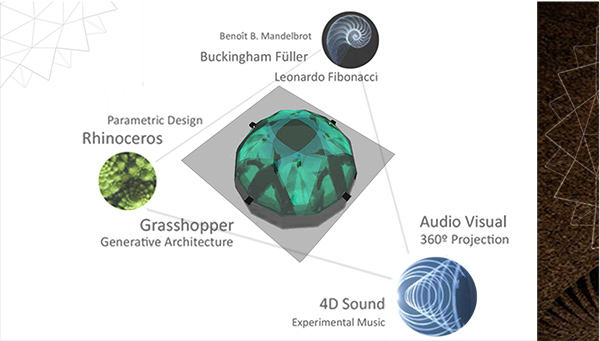 Benoît B. Mandelbrot
Buckingham Füller
Leonardo Fibonacci
Parametric Design
Rhinoceros
Grasshopper
Generative Architecture
Audio Visual
360º Projection
4D Sound
Experimental Music